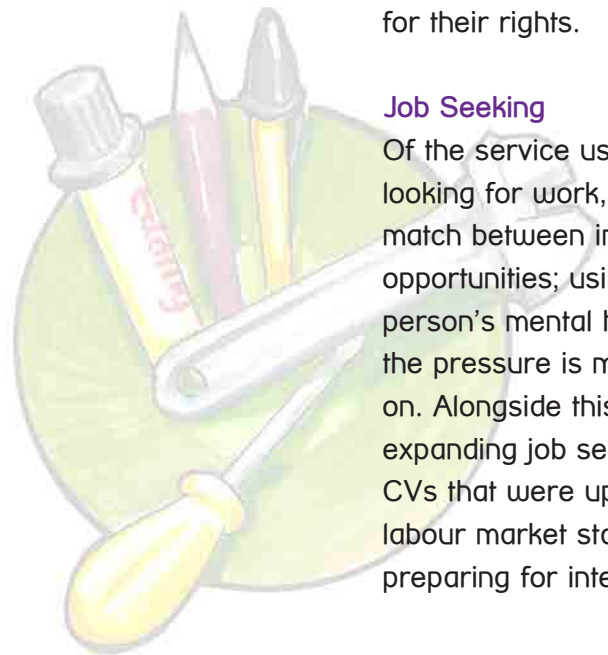 for their rights.
Job Seeking
Of the service us
looking for work,
match between in
opportunities; usi
person's mental h
the pressure is m
on. Alongside this
expanding job se
CVs that were up
labour market sta
preparing for inte